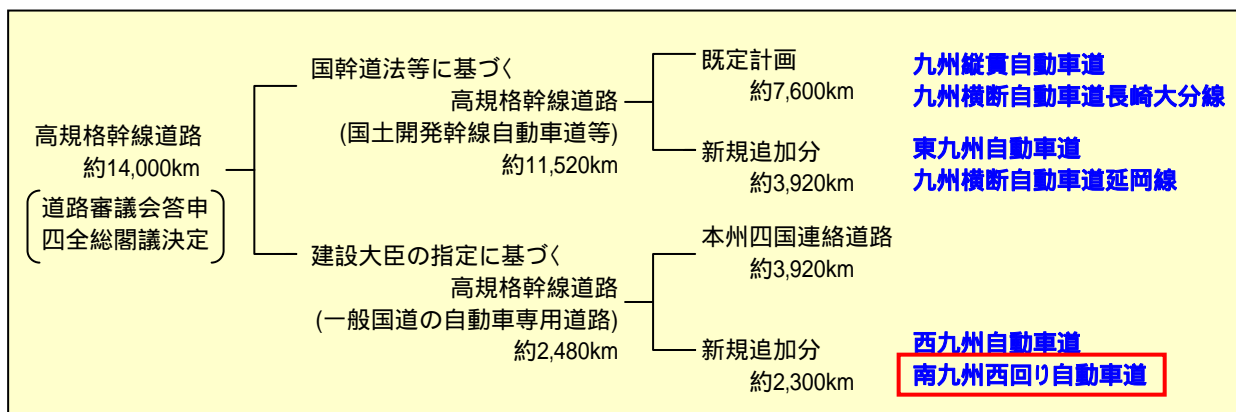 高規格幹線道路
約14,000km
道路審議会答申
四全総閣議決定
国幹道法等に基づく
高規格幹線道路
(国土開発幹線自動車道等)
約11,520km
既定計画
約7,600km
九州縦貫自動車道
九州横断自動車道長崎大分線
新規追加分
約3,920km
東九州自動車道
九州横断自動車道延岡線
建設大臣の指定に基づく
高規格幹線道路
(一般国道の自動車専用道路)
約2,480km
本州四国連絡道路
約3,920km
新規追加分
約2,300km
西九州自動車道
南九州西回り自動車道